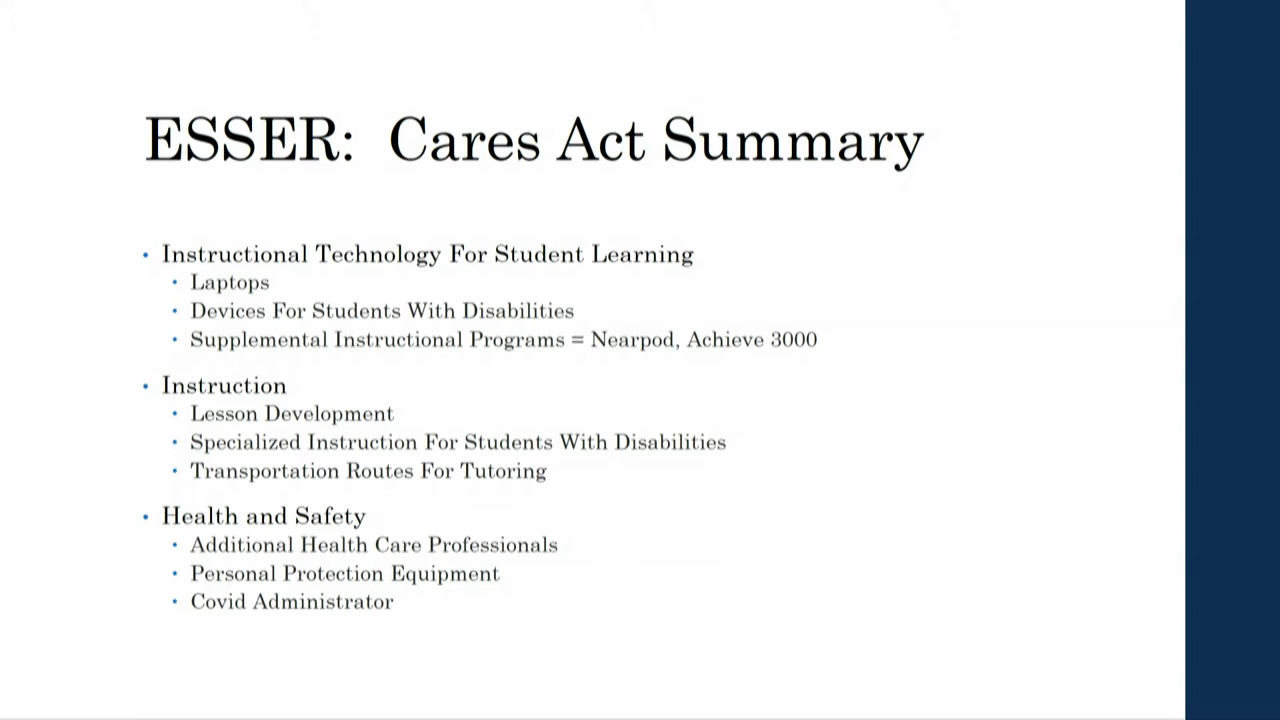 ESSER: Cares Act Summary
• Instructional Technology For Student Learning
• Laptops
• Devices For Students With Disabilities
• Supplemental Instructional Programs = Nearpod, Achieve 3000
• Instruction
• Lesson Development
• Specialized Instruction For Students With Disabilities
• Transportation Routes For Tutoring
• Health and Safety
• Additional Health Care Professionals
• Personal Protection Equipment
• Covid Administrator